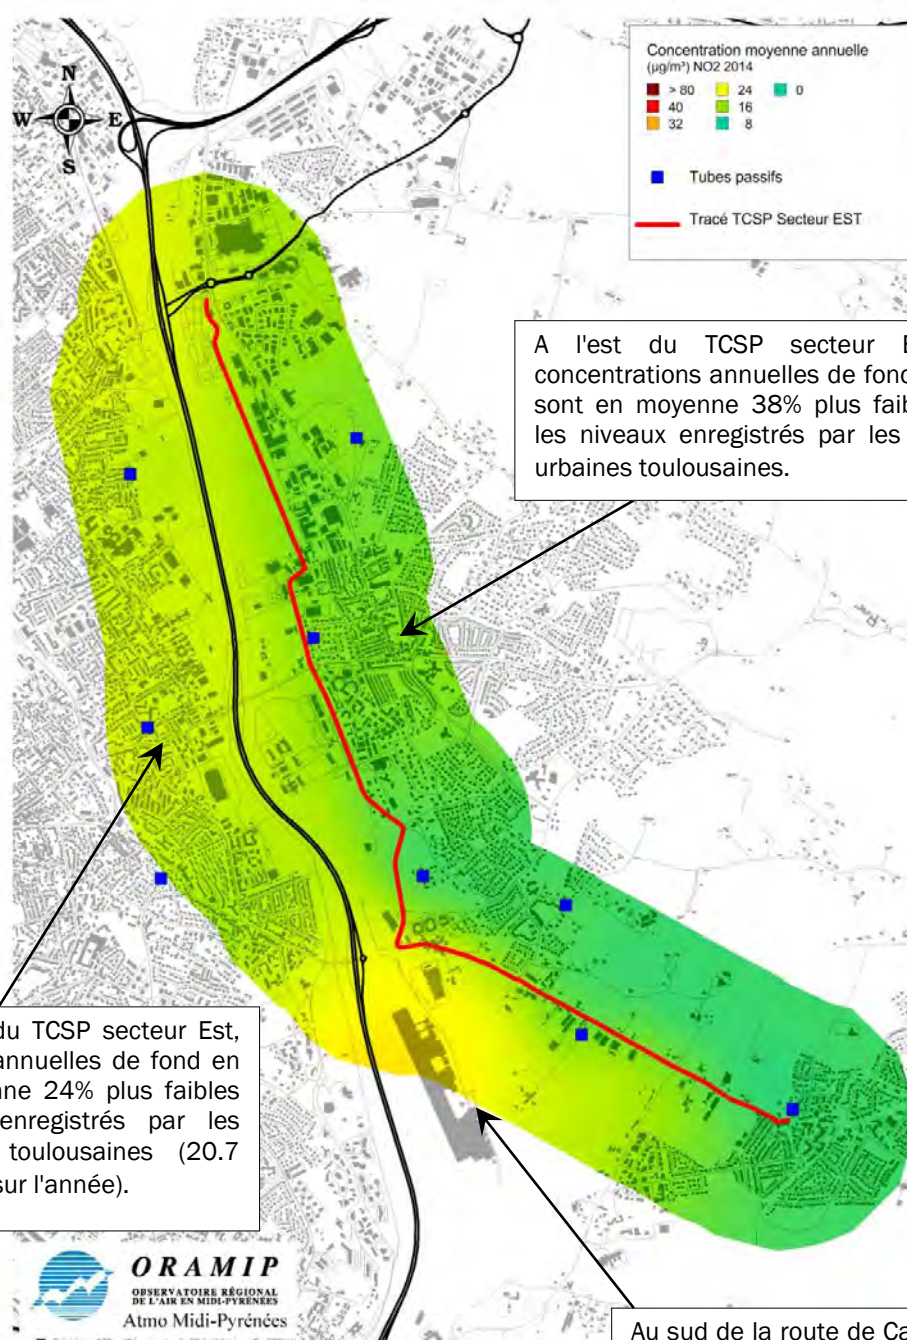 N
W E
S
Concentration moyenne annuelle
(µg/m³) NO2 2014
> 80 24 0
40 16
32 8
Tubes passifs
Tracé TCSP Secteur EST
A l'est du TCSP secteur
concentrations annuelles de fond
sont en moyenne 38% plus
les niveaux enregistrés par les
urbaines toulousaines.
du TCSP secteur Est,
annuelles de fond en
24% plus faibles
enregistrés par les
toulousaines (20.7
sur l'année).
ORAMIP
OBSERVATOIRE RÉGIONAL
DE L'AIR EN MIDI-PYRÉNÉES
Atmo Midi-Pyrénées
Au sud de la route de